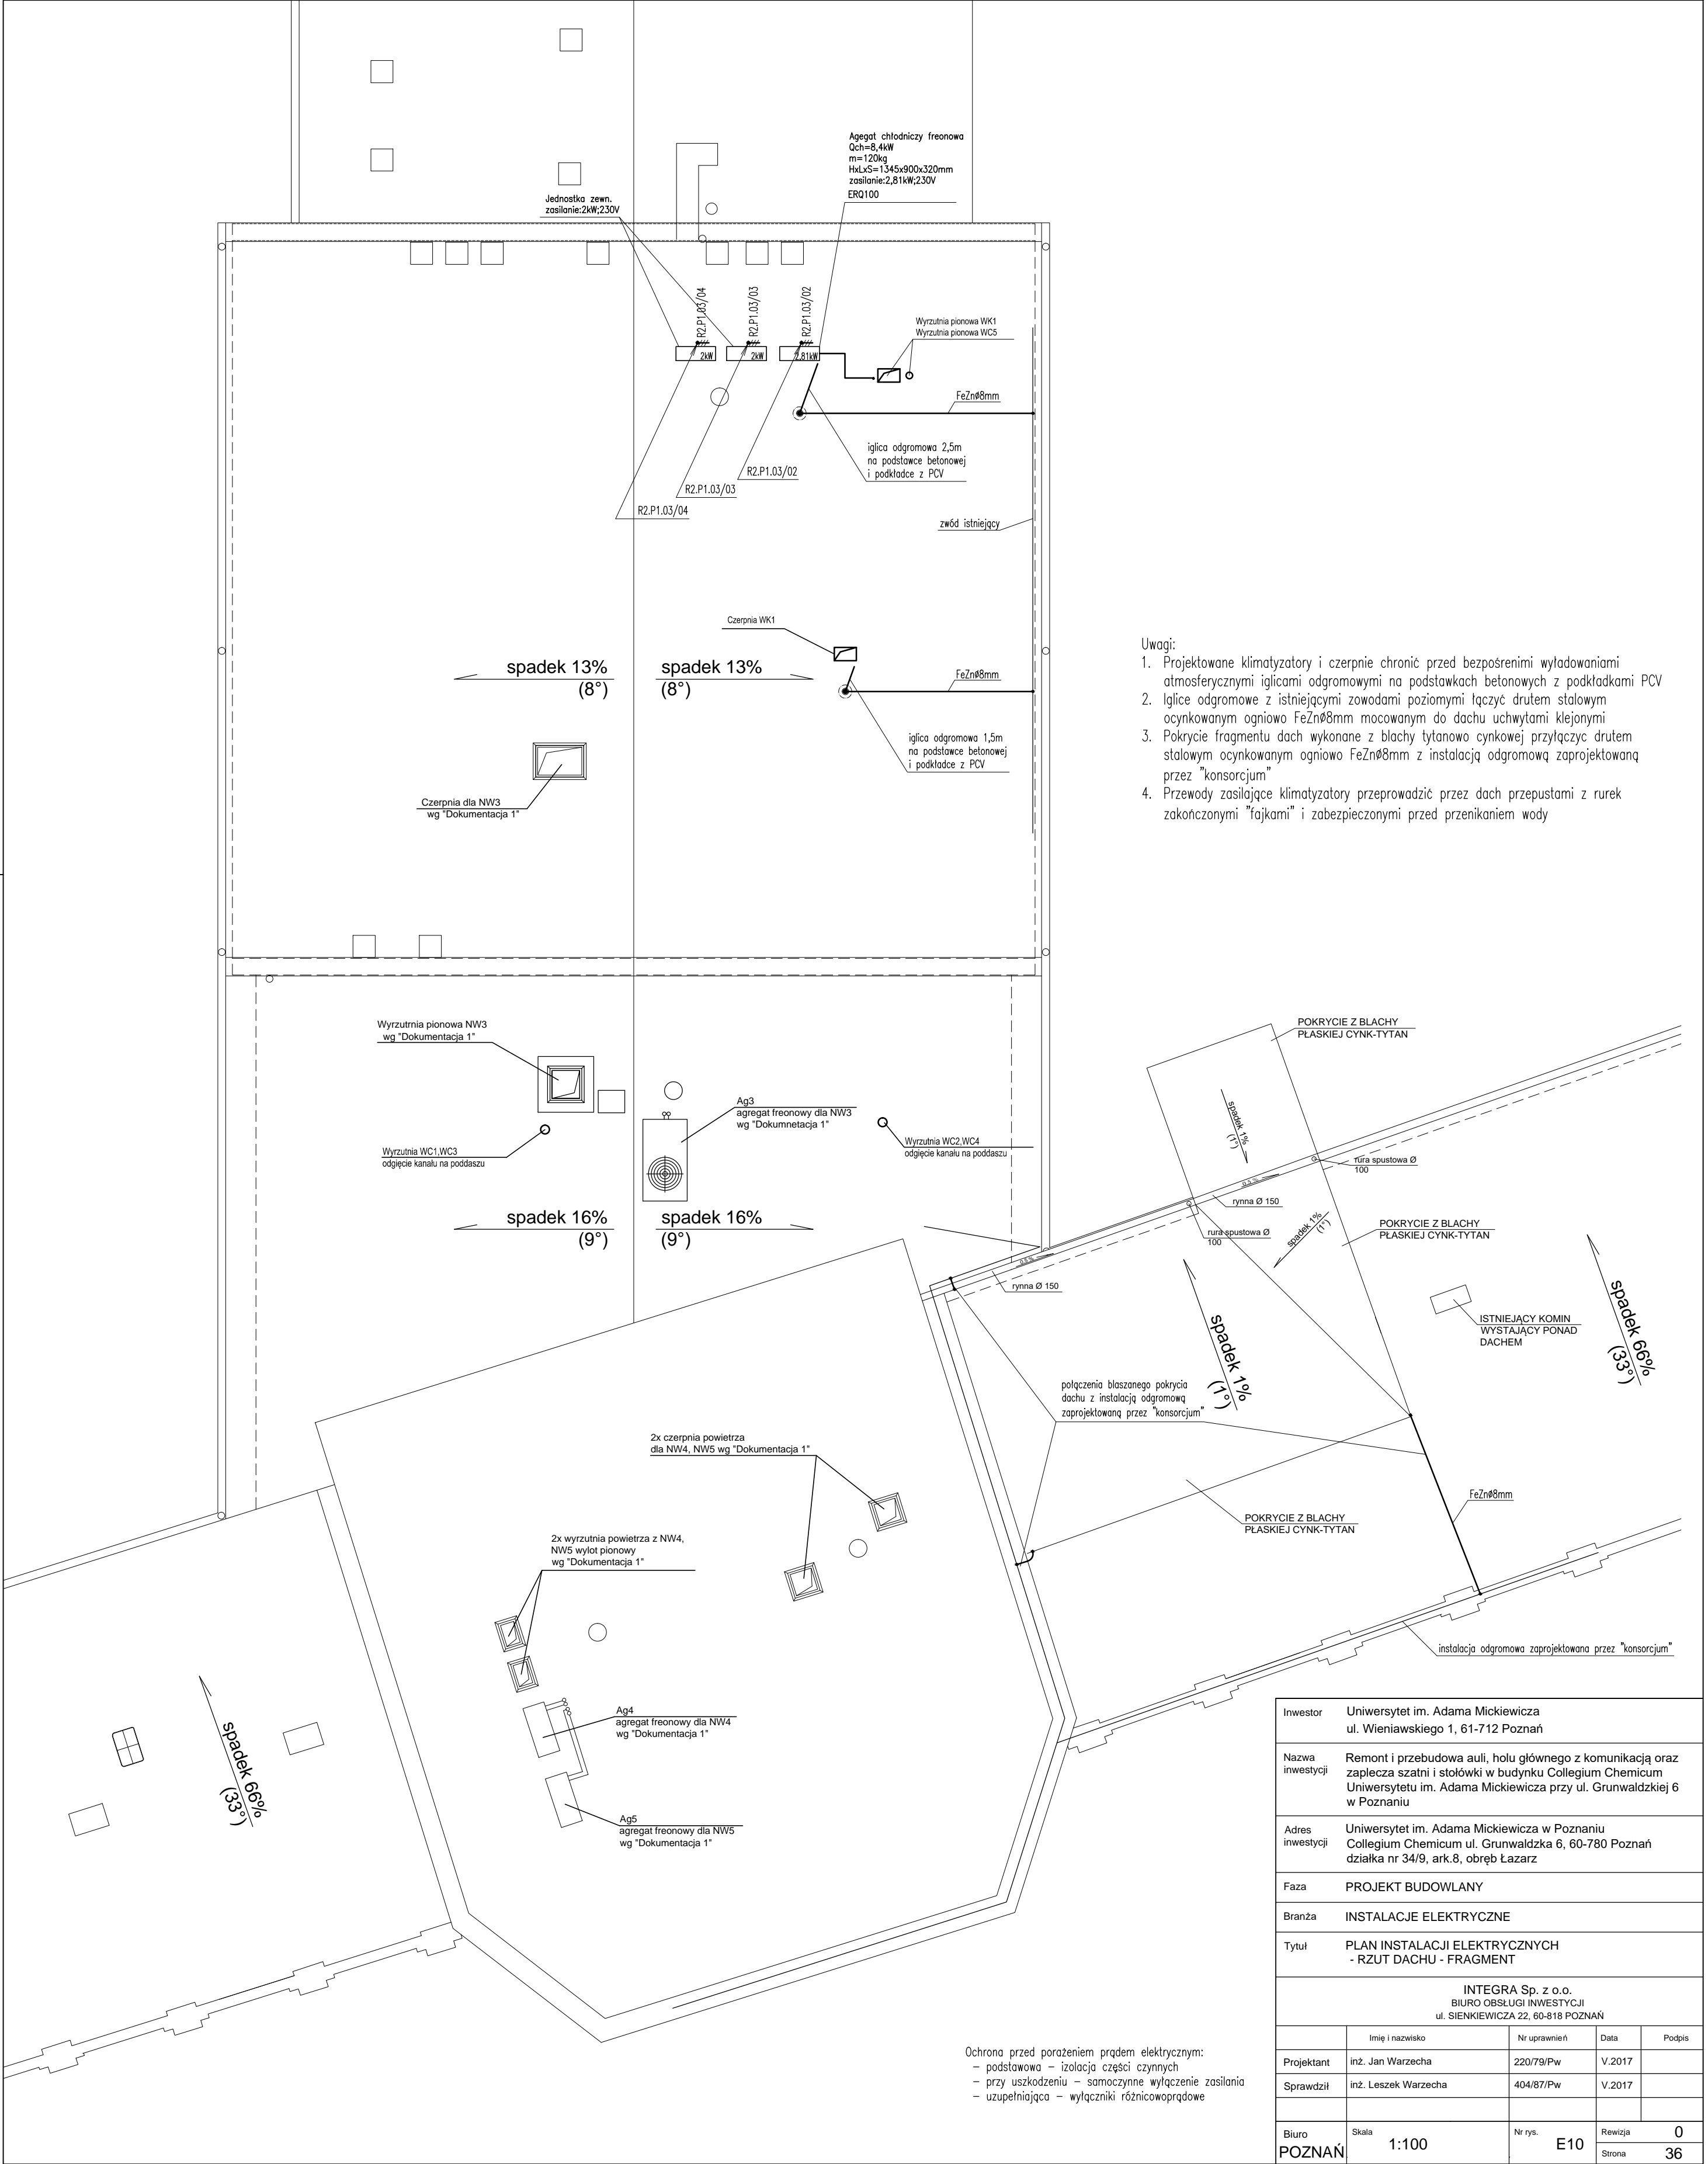 Agegat chłodniczy freonowa
Qch=8,4kW
m=120kg
HxLxS=1345x900x320mm
zasilanie:2,81kW;230V
ERQ100
Jednostka zewn.
zasilanie:2kW;230V
R2.P1.03/04
R2.P1.03/03
R2.P1.03/02
2kW
2kW
2,81kW
Wyrzutnia pionowa WK1
Wyrzutnia pionowa WC5
FeZnø8mm
iglica odgromowa 2,5m
na podstawce betonowej
i podkładce z PCV
R2.P1.03/02
R2.P1.03/03
R2.P1.03/04
zwód istniejący
Czerpnia WK1
spadek 13%
(8°)
spadek 13%
(8°)
FeZnø8mm
iglica odgromowa 1,5m
na podstawce betonowej
i podkładce z PCV
Czerpnia dla NW3
wg "Dokumentacja 1"
Uwagi:
1. Projektowane klimatyzatory i czerpnie chronić przed bezpośrenimi wyładowaniami
atmosferycznymi iglicami odgromowymi na podstawkach betonowych z podkładkami PCV
2. Iglice odgromowe z istniejącymi zowodami poziomymi łączyć drutem stalowym
ocynkowanym ogniowo FeZnø8mm mocowanym do dachu uchwytami klejonymi
3. Pokrycie fragmentu dach wykonane z blachy tytanowo cynkowej przyłączyc drutem
stalowym ocynkowanym ogniowo FeZnø8mm z instalacją odgromową zaprojektowaną
przez "konsorcjum"
4. Przewody zasilające klimatyzatory przeprowadzić przez dach przepustami z rurek
zakończonymi "fajkami" i zabezpieczonymi przed przenikaniem wody
Wyrzutrnia pionowa NW3
wg "Dokumentacja 1"
Ag3
agregat freonowy dla NW3
wg "Dokumnetacja 1"
Wyrzutnia WC1,WC3
odgięcie kanału na poddaszu
Wyrzutnia WC2,WC4
odgięcie kanału na poddaszu
spadek 16%
(9°)
spadek 16%
(9°)
POKRYCIE Z BLACHY
PŁASKIEJ CYNK-TYTAN
spadek 1%
(1°)
rura spustowa Ø
100
rynna Ø 150
rura spustowa Ø
100
spadek 1%
(1°)
POKRYCIE Z BLACHY
PŁASKIEJ CYNK-TYTAN
rynna Ø 150
spadek 1%
(1°)
ISTNIEJĄCY KOMIN
WYSTAJĄCY PONAD
DACHEM
spadek 66%
(33°)
połączenia blaszanego pokrycia
dachu z instalacją odgromową
zaprojektowaną przez "konsorcjum"
2x czerpnia powietrza
dla NW4, NW5 wg "Dokumentacja 1"
FeZnø8mm
POKRYCIE Z BLACHY
PŁASKIEJ CYNK-TYTAN
2x wyrzutnia powietrza z NW4,
NW5 wylot pionowy
wg "Dokumentacja 1"
instalacja odgromowa zaprojektowana przez "konsorcjum"
Ag4
agregat freonowy dla NW4
wg "Dokumentacja 1"
spadek 66%
(33°)
Ag5
agregat freonowy dla NW5
wg "Dokumentacja 1"
Ochrona przed porażeniem prądem elektrycznym:
– podstawowa – izolacja części czynnych
– przy uszkodzeniu – samoczynne wyłączenie zasilania
– uzupełniająca – wyłączniki różnicowoprądowe
Inwestor Uniwersytet im. Adama Mickiewicza
ul. Wieniawskiego 1, 61-712 Poznań
Nazwa inwestycji Remont i przebudowa auli, holu głównego z komunikacją oraz
zaplecza szatni i stołówki w budynku Collegium Chemicum
Uniwersytetu im. Adama Mickiewicza przy ul. Grunwaldzkiej 6
w Poznaniu
Adres inwestycji Uniwersytet im. Adama Mickiewicza w Poznaniu
Collegium Chemicum ul. Grunwaldzka 6, 60-780 Poznań
działka nr 34/9, ark.8, obręb Łazarz
Faza PROJEKT BUDOWLANY
Branża INSTALACJE ELEKTRYCZNE
Tytuł PLAN INSTALACJI ELEKTRYCZNYCH
- RZUT DACHU - FRAGMENT
INTEGRA Sp. z o.o.
BIURO OBSŁUGI INWESTYCJI
ul. SIENKIEWICZA 22, 60-818 POZNAŃ
Imię i nazwisko Nr uprawnień Data Podpis
Projektant inż. Jan Warzecha 220/79/Pw V.2017
Sprawdził inż. Leszek Warzecha 404/87/Pw V.2017
Biuro POZNAŃ Skala 1:100 Nr rys. E10 Rewizja 0
Strona 36